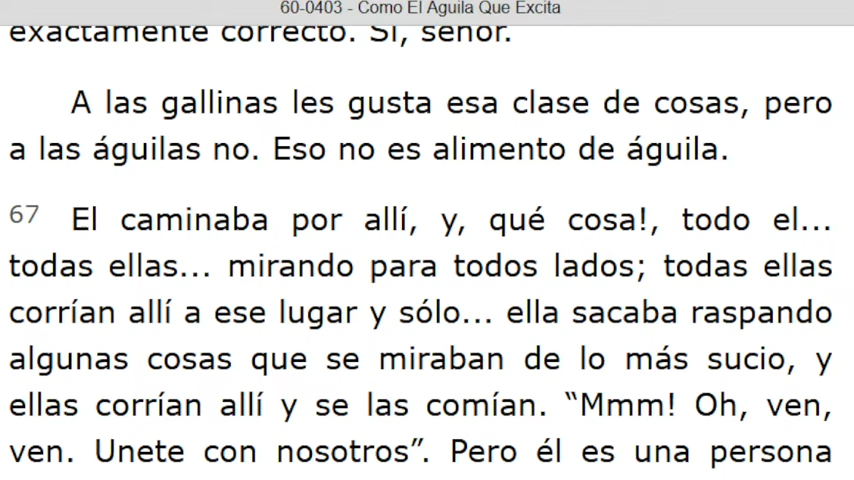 60-0403 - Como El Aguila Que Excita
exactamente correcto. Sí, señor.
A las gallinas les gusta esa clase de cosas, pero
a las águilas no. Eso no es alimento de águila.
67 El caminaba por allí, y, qué cosa!, todo el...
todas ellas... mirando para todos lados; todas ellas
corrían allí a ese lugar y sólo... ella sacaba raspando
algunas cosas que se miraban de lo más sucio, y
ellas corrían allí y se las comían. “Mmm! Oh, ven,
ven. Unete con nosotros”. Pero él es una persona